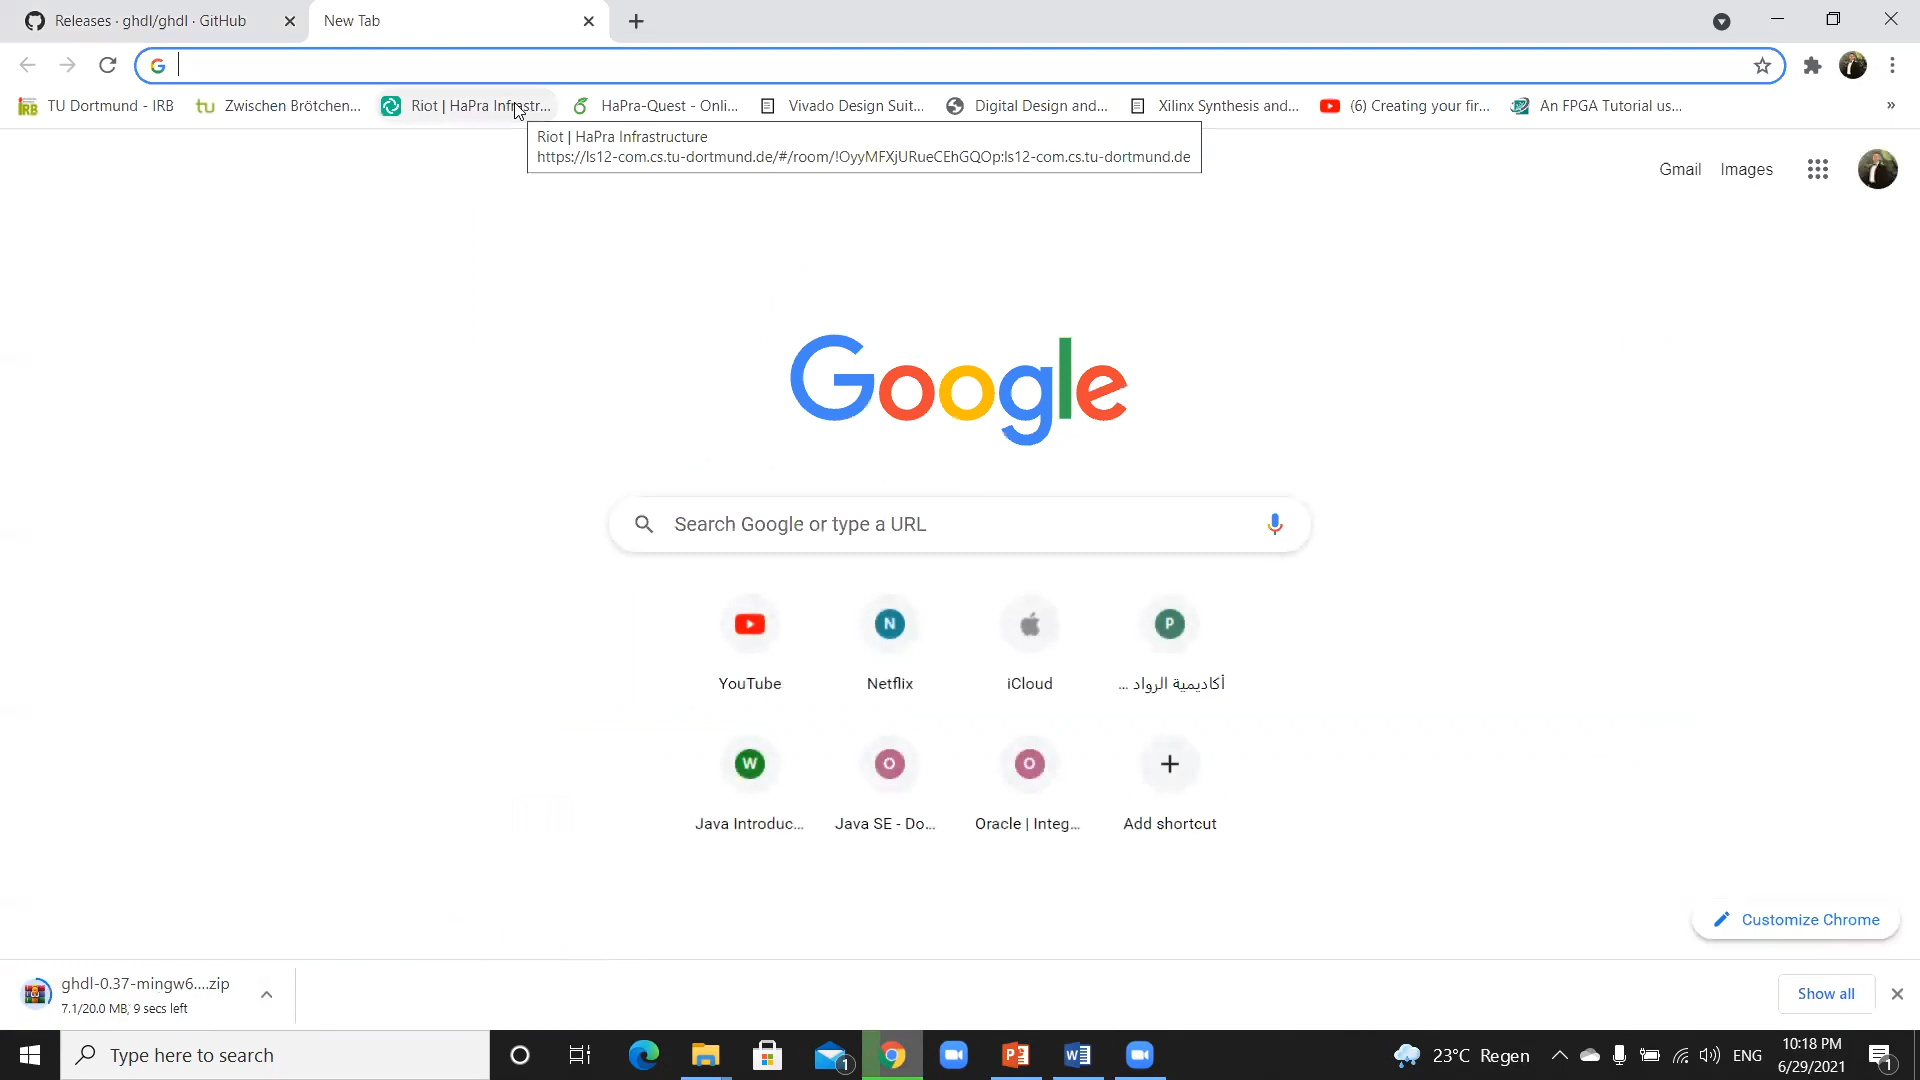 Releases · ghdl/ghdl · GitHub
New Tab
TU Dortmund - IRB
Zwischen Brötchen...
Riot | HaPra Infrastr...
HaPra-Quest - Onli...
Vivado Design Suit...
Digital Design and...
Xilinx Synthesis and...
(6) Creating your fir...
An FPGA Tutorial us...
»
Riot | HaPra Infrastructure
https://ls12-com.cs.tu-dortmund.de/#/room/!OyyMFXjURueCEhGQOp:ls12-com.cs.tu-dortmund.de
Gmail
Images
Google
Search Google or type a URL
N
P
YouTube
Netflix
iCloud
أكاديمية الرواد ...
W
O
O
Java Introduc...
Java SE - Do...
Oracle | Integ...
Add shortcut
Customize Chrome
ghdl-0.37-mingw6....zip
7.1/20.0 MB, 9 secs left
Show all
Type here to search
1
23°C Regen
ENG
10:18 PM
6/29/2021
1